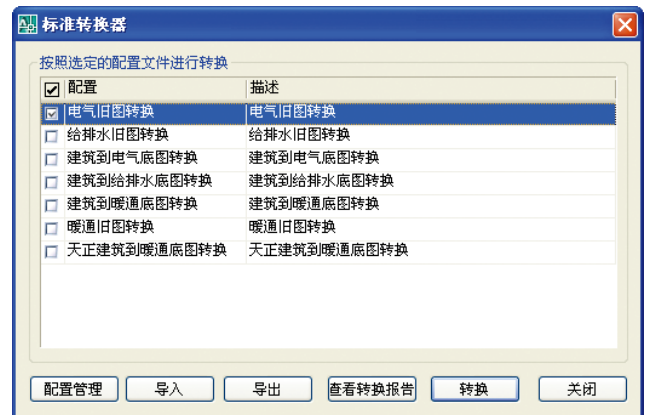 标准转换器
按照选定的配置文件进行转换
配置 描述
电气旧图转换 电气旧图转换
给排水旧图转换 给排水旧图转换
建筑到电气底图转换 建筑到电气底图转换
建筑到给排水底图转换 建筑到给排水底图转换
建筑到暖通底图转换 建筑到暖通底图转换
暖通旧图转换 暖通旧图转换
天正建筑到暖通底图转换 天正建筑到暖通底图转换
配置管理 导入 导出 查看转换报告 转换 关闭